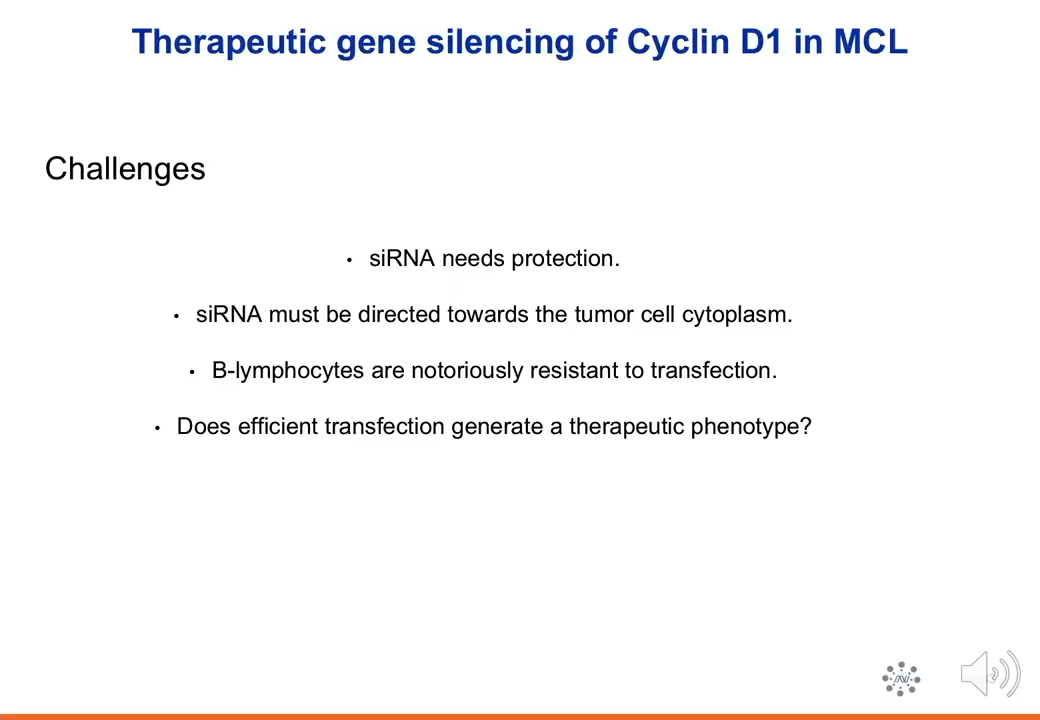 Therapeutic gene silencing of Cyclin D1 in MCL
Challenges
• siRNA needs protection.
• siRNA must be directed towards the tumor cell cytoplasm.
• B-lymphocytes are notoriously resistant to transfection.
• Does efficient transfection generate a therapeutic phenotype?